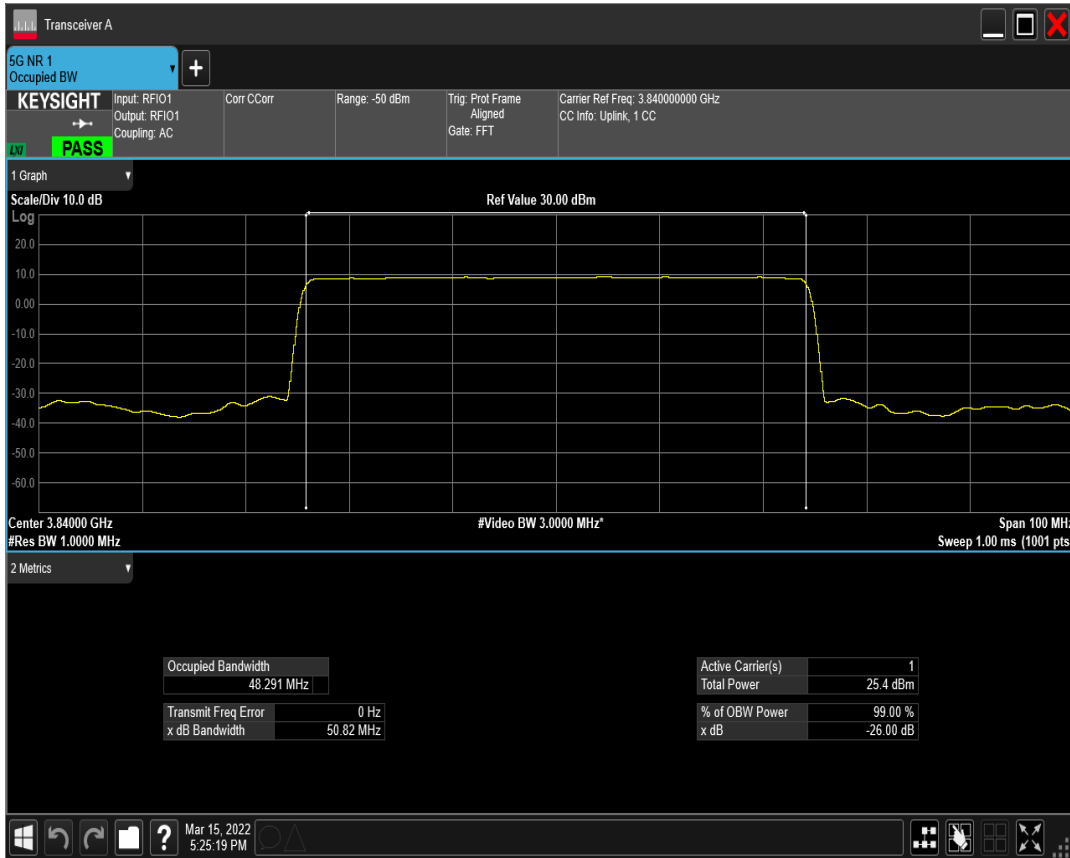 Transceiver A
5G NR 1
Occupied BW
KEYSIGHT
LXI
PASS
Input: RFIO1
Output: RFIO1
Coupling: AC
Corr CCorr
Range: -50 dBm
Trig: Prot Frame
Aligned
Gate: FFT
Carrier Ref Freq: 3.840000000 GHz
CC Info: Uplink, 1 CC
1 Graph
Scale/Div 10.0 dB
Ref Value 30.00 dBm
Log
20.0
10.0
0.00
-10.0
-20.0
-30.0
-40.0
-50.0
-60.0
Center 3.84000 GHz
#Video BW 3.0000 MHz*
Span 100 MHz
#Res BW 1.0000 MHz
Sweep 1.00 ms (1001 pts
2 Metrics
Occupied Bandwidth
48.291 MHz
Transmit Freq Error 0 Hz
x dB Bandwidth 50.82 MHz
Active Carrier(s) 1
Total Power 25.4 dBm
% of OBW Power 99.00 %
x dB -26.00 dB
?
Mar 15, 2022
5:25:19 PM